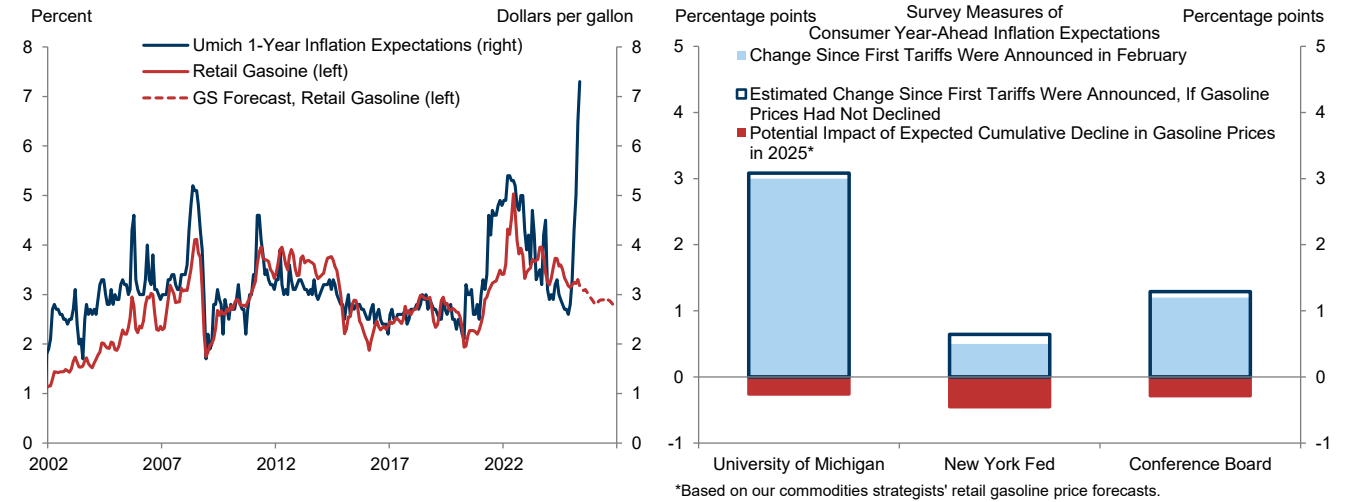 Percent
Dollars per gallon
Umich 1-Year Inflation Expectations (right)
Retail Gasoine (left)
GS Forecast, Retail Gasoline (left)
8
7
6
5
4
3
2
1
0
8
7
6
5
4
3
2
1
0
2002
2007
2012
2017
2022
Percentage points
Survey Measures of
Consumer Year-Ahead Inflation Expectations
Percentage points
Change Since First Tariffs Were Announced in February
Estimated Change Since First Tariffs Were Announced, If Gasoline
Prices Had Not Declined
Potential Impact of Expected Cumulative Decline in Gasoline Prices
in 2025*
5
4
3
2
1
0
-1
5
4
3
2
1
0
-1
University of Michigan
New York Fed
Conference Board
*Based on our commodities strategists' retail gasoline price forecasts.